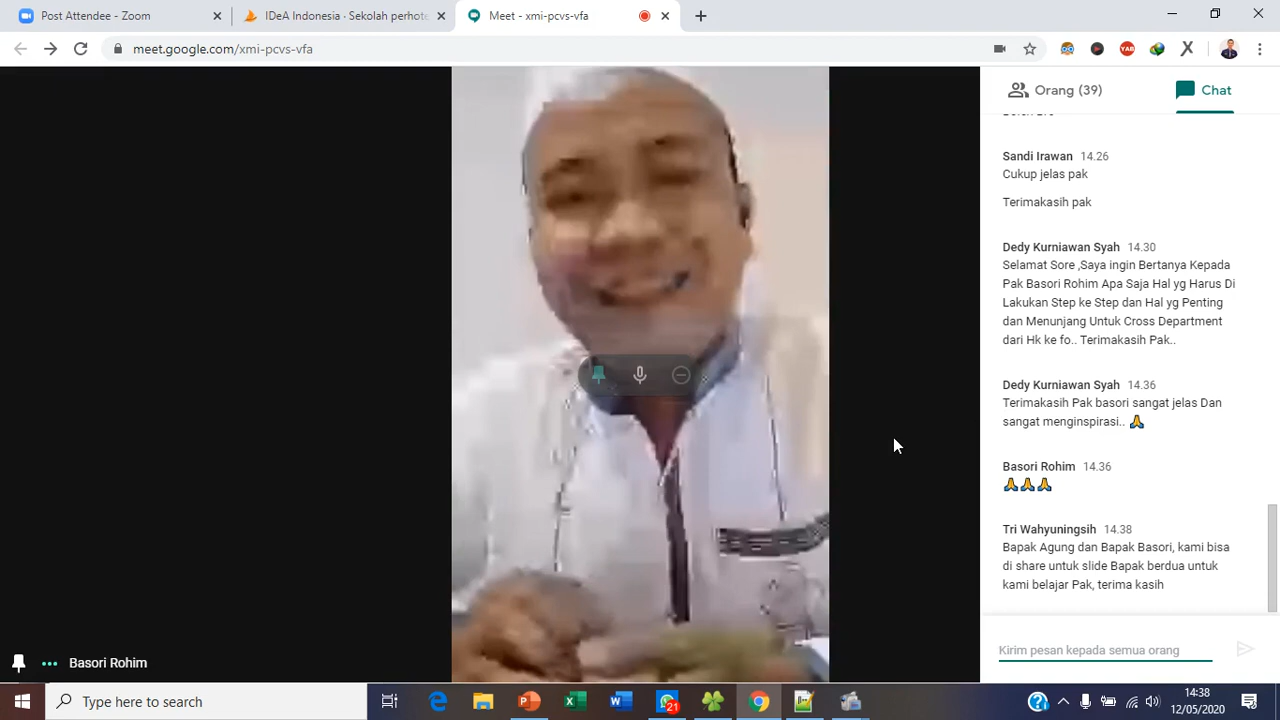 Post Attendee - Zoom
IDeA Indonesia · Sekolah perhote
Meet - xmi-pcvs-vfa
meet.google.com/xmi-pcvs-vfa
YAB
Orang (39)
Chat
Sandi Irawan 14.26
Cukup jelas pak
Terimakasih pak
Dedy Kurniawan Syah 14.30
Selamat Sore ,Saya ingin Bertanya Kepada
Pak Basori Rohim Apa Saja Hal yg Harus Di
Lakukan Step ke Step dan Hal yg Penting
dan Menunjang Untuk Cross Department
dari Hk ke fo.. Terimakasih Pak..
Dedy Kurniawan Syah 14.36
Terimakasih Pak basori sangat jelas Dan
sangat menginspirasi.. 🙏
Basori Rohim 14.36
🙏🙏🙏
Tri Wahyuningsih 14.38
Bapak Agung dan Bapak Basori, kami bisa
di share untuk slide Bapak berdua untuk
kami belajar Pak, terima kasih
Kirim pesan kepada semua orang
Basori Rohim
Type here to search
21
14:38
12/05/2020